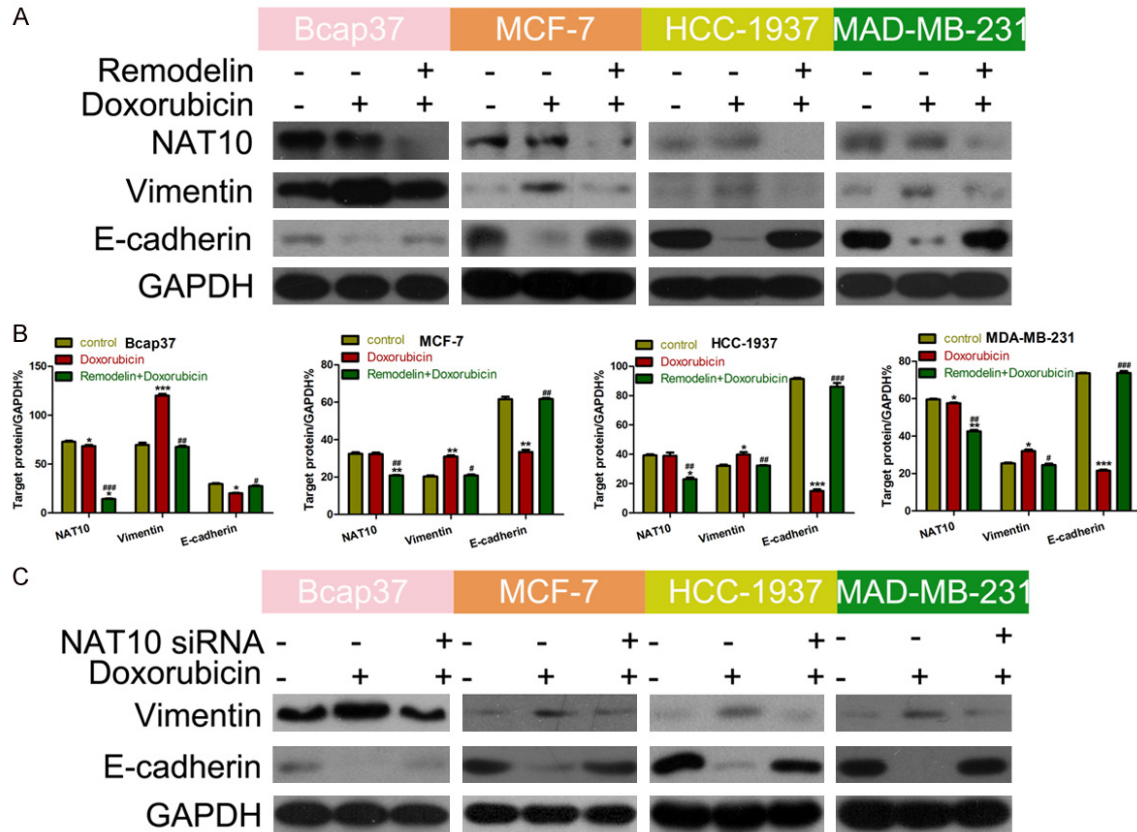 A
Bcap37 MCF-7 HCC-1937 MAD-MB-231
Remodelin - - + - - + - - + - - +
Doxorubicin - + + - + + - + + - + +
NAT10
Vimentin
E-cadherin
GAPDH
B
control Bcap37
Doxorubicin
Remodelin+Doxorubicin
Target protein/GAPDH%
150
100
50
0
* ### * *** ## * #
NAT10 Vimentin E-cadherin
control MCF-7
Doxorubicin
Remodelin+Doxorubicin
Target protein/GAPDH%
80
60
40
20
0
## ** ** # ** ##
NAT10 Vimentin E-cadherin
control HCC-1937
Doxorubicin
Remodelin+Doxorubicin
Target protein/GAPDH%
100
80
60
40
20
0
## * * ## *** ###
NAT10 Vimentin E-cadherin
control MDA-MB-231
Doxorubicin
Remodelin+Doxorubicin
Target protein/GAPDH%
80
60
40
20
0
* ## ** * # *** ###
NAT10 Vimentin E-cadherin
C
Bcap37 MCF-7 HCC-1937 MAD-MB-231
NAT10 siRNA - - + - - + - - + - - +
Doxorubicin - + + - + + - + + - + +
Vimentin
E-cadherin
GAPDH